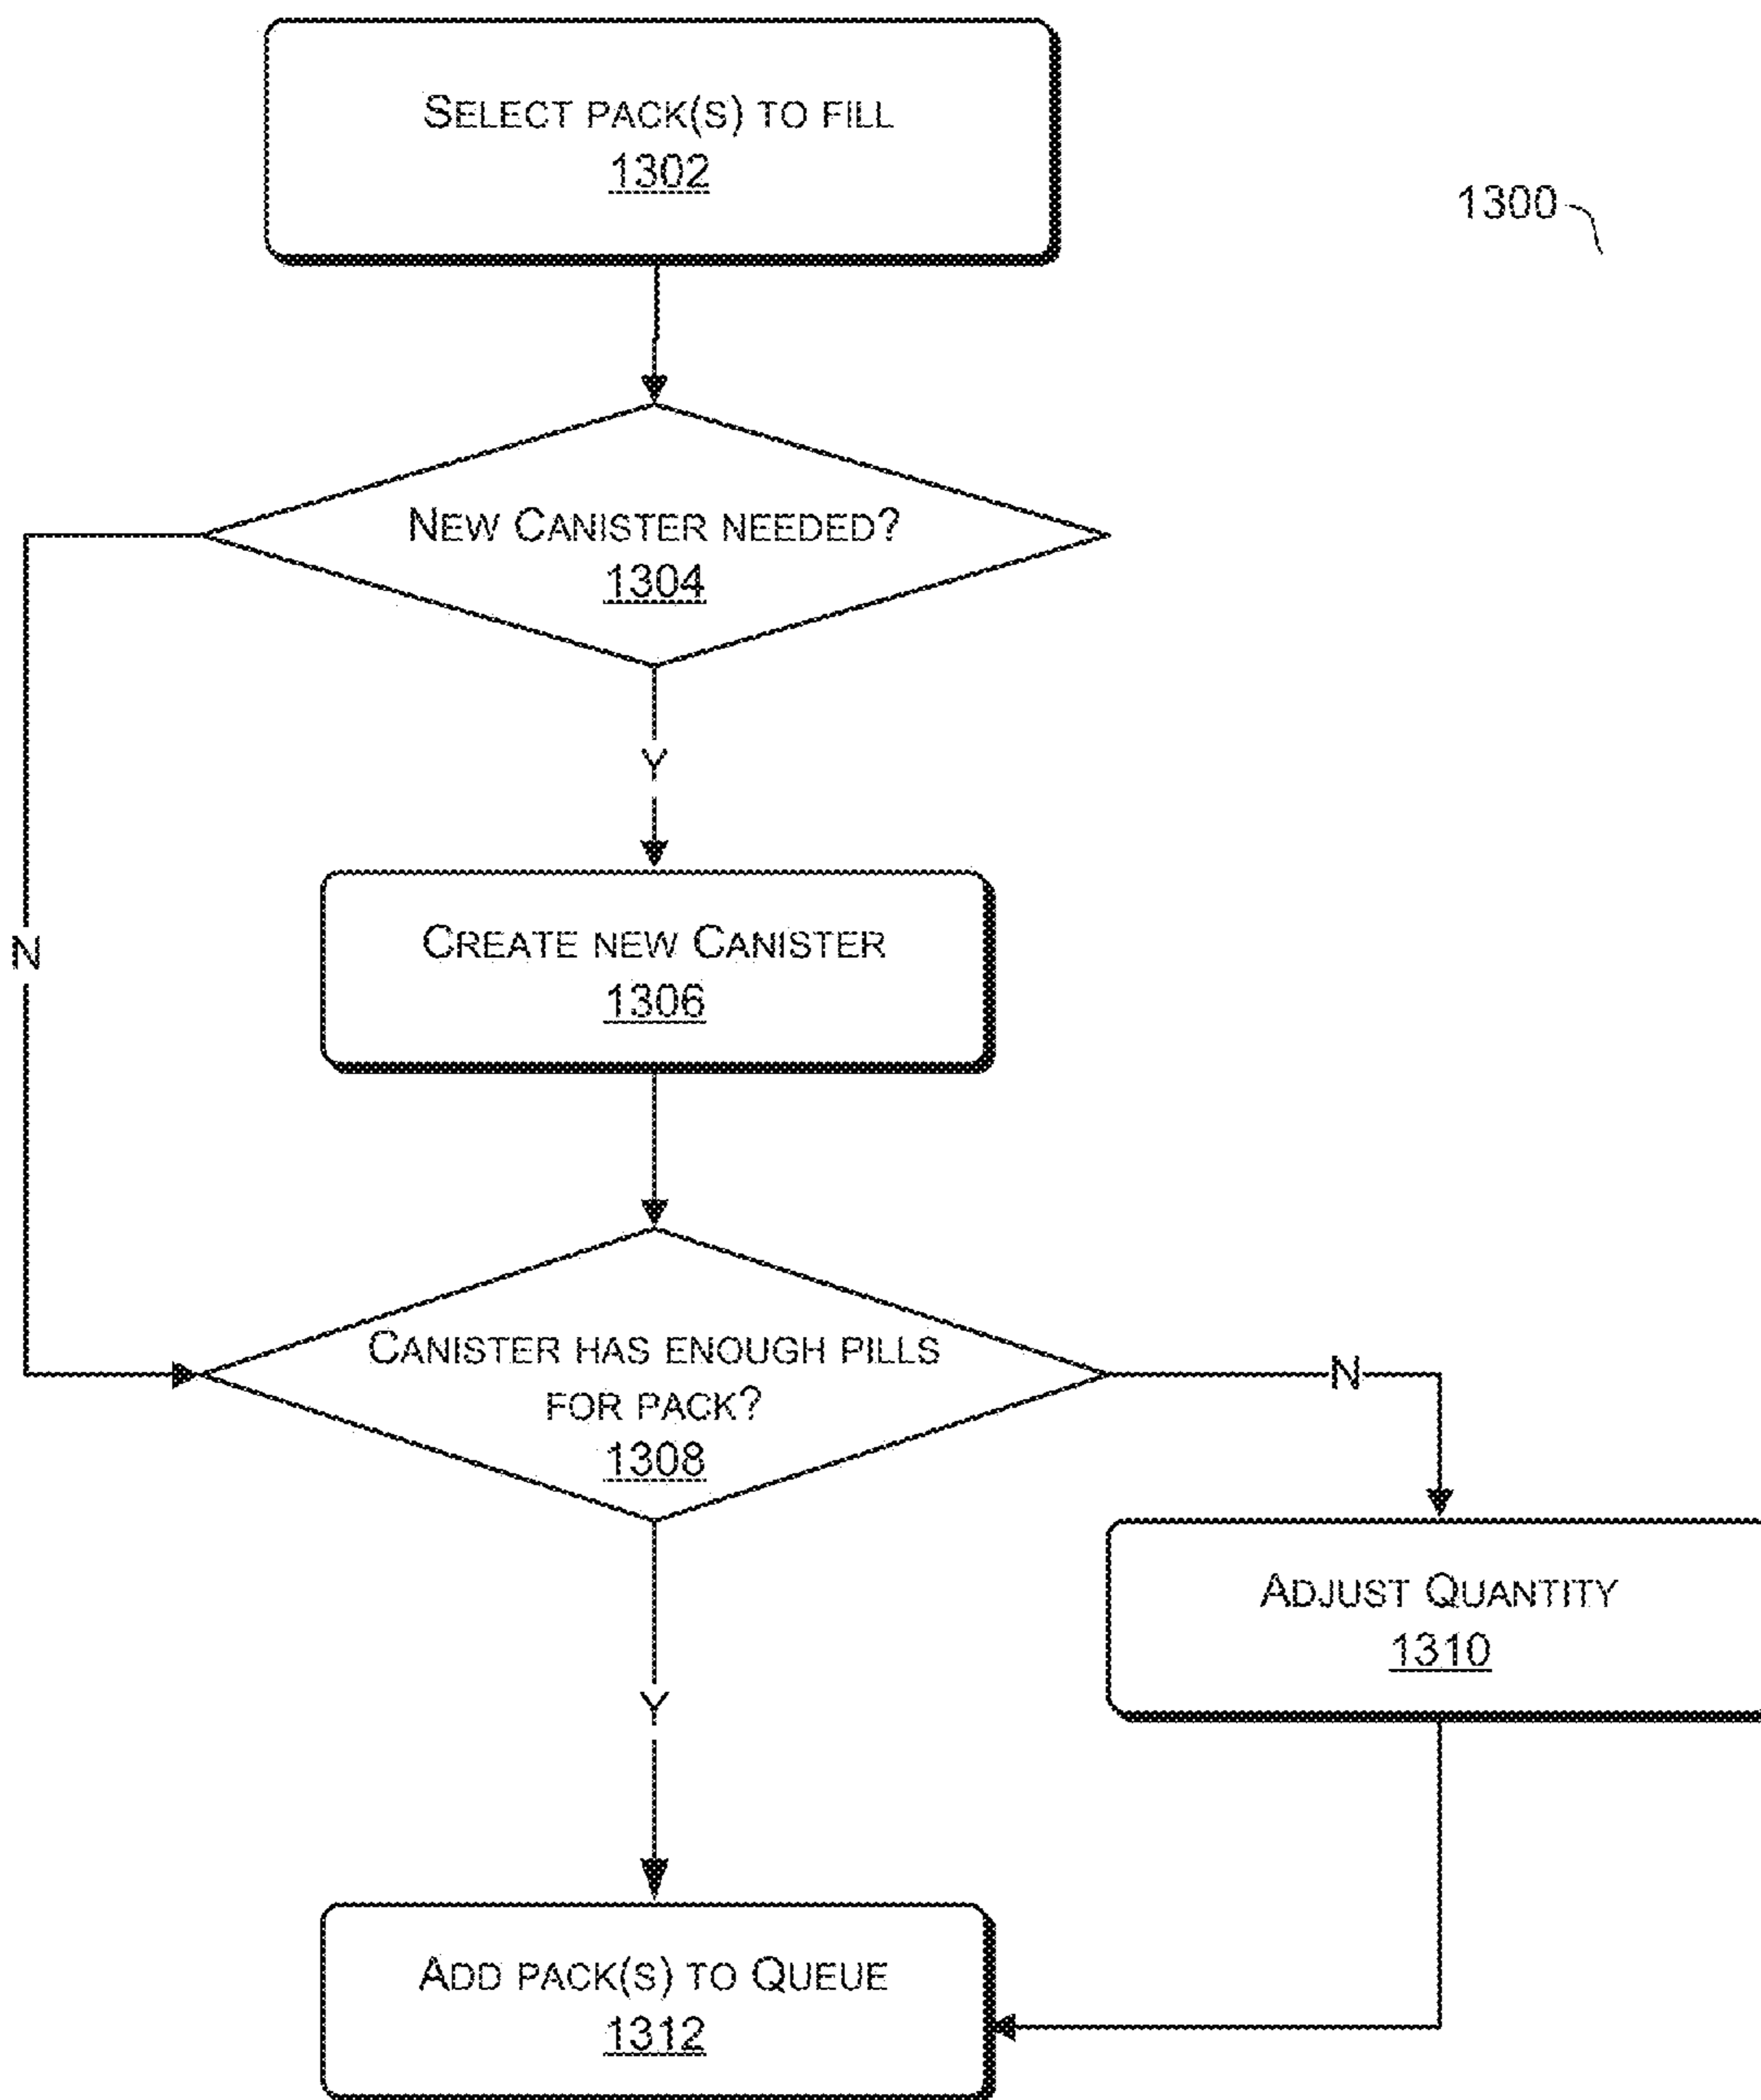 SELECT PACK(S) TO FILL
1302
1300
NEW CANISTER NEEDED?
1304
Y
N
CREATE NEW CANISTER
1306
CANISTER HAS ENOUGH PILLS
FOR PACK?
1308
N
ADJUST QUANTITY
1310
Y
ADD PACK(S) TO QUEUE
1312